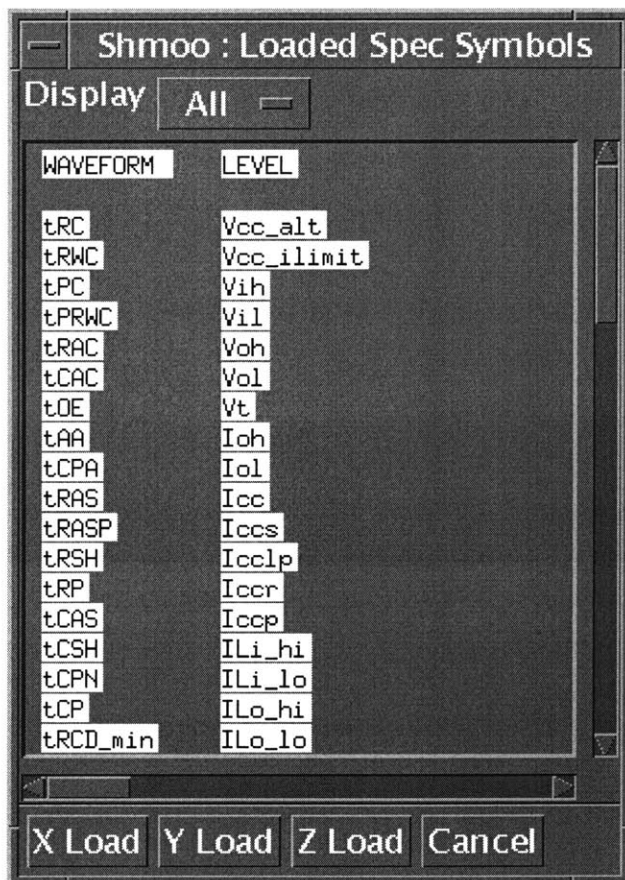 Shmoo : Loaded Spec Symbols
Display All
WAVEFORM LEVEL
tRC Vcc_alt
tRWC Vcc_ilimit
tPC Vih
tPRWC Vil
tRAC Voh
tCAC Vol
tOE Vt
tAA Ioh
tCPA Iol
tRAS Icc
tRASP Iccs
tRSH Icclp
tRP Iccr
tCAS Iccp
tCSH ILi_hi
tCPN ILi_lo
tCP ILo_hi
tRCD_min ILo_lo
X Load Y Load Z Load Cancel